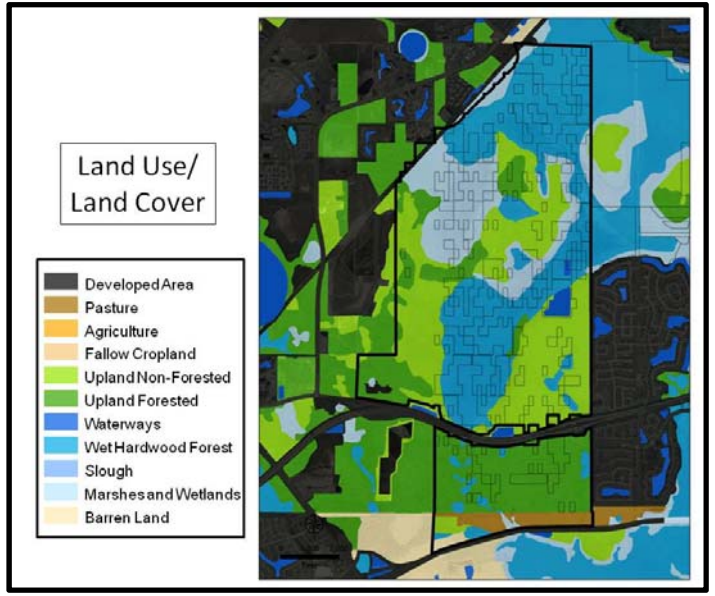 Land Use/
Land Cover
Developed Area
Pasture
Agriculture
Fallow Cropland
Upland Non-Forested
Upland Forested
Waterways
Wet Hardwood Forest
Slough
Marshes and Wetlands
Barren Land